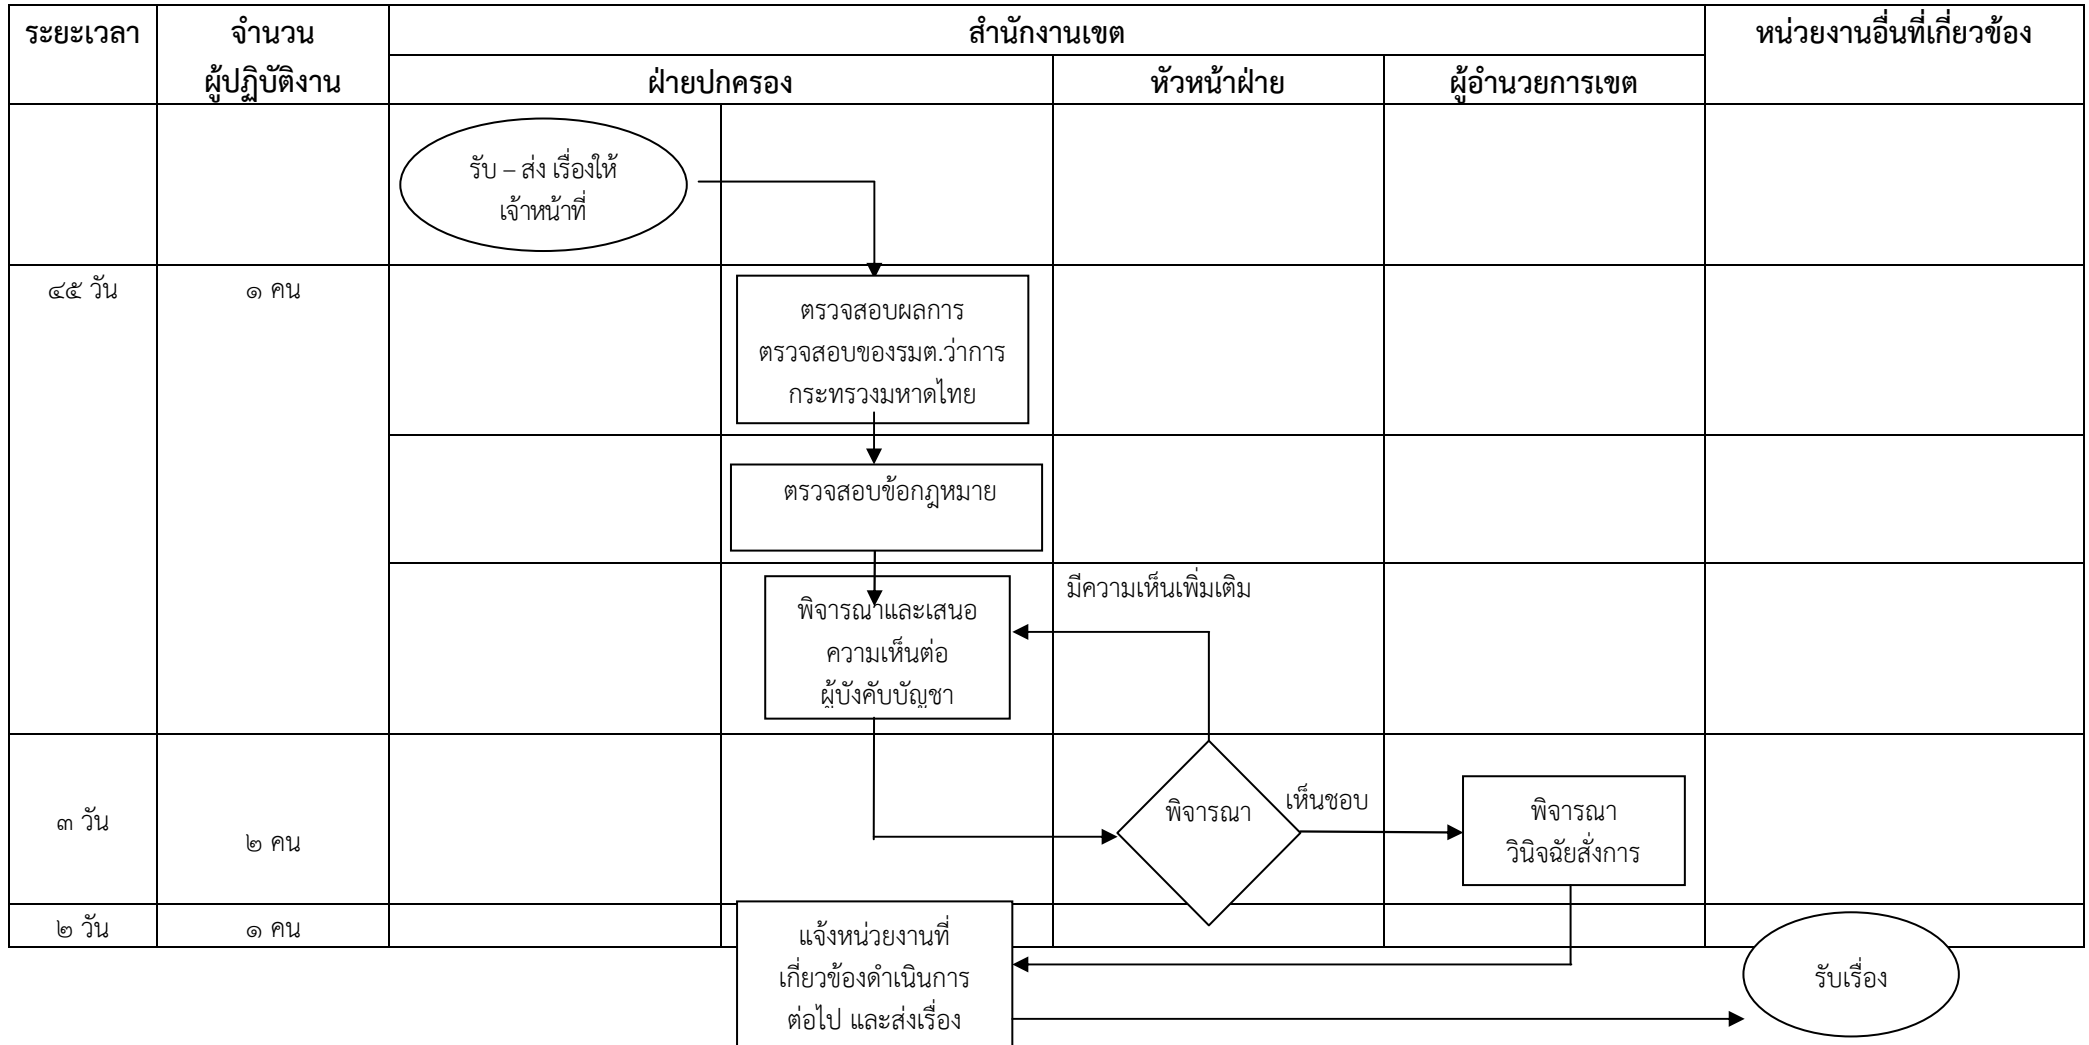 ระยะเวลา
จำนวน
ผู้ปฏิบัติงาน
สำนักงานเขต
หน่วยงานอื่นที่เกี่ยวข้อง
ฝ่ายปกครอง
หัวหน้าฝ่าย
ผู้อำนวยการเขต
รับ – ส่ง เรื่องให้
เจ้าหน้าที่
๔๕ วัน
๑ คน
ตรวจสอบผลการ
ตรวจสอบของรมต.ว่าการ
กระทรวงมหาดไทย
ตรวจสอบข้อกฎหมาย
พิจารณาและเสนอ
ความเห็นต่อ
ผู้บังคับบัญชา
มีความเห็นเพิ่มเติม
๓ วัน
๒ คน
พิจารณา
เห็นชอบ
พิจารณา
วินิจฉัยสั่งการ
๒ วัน
๑ คน
แจ้งหน่วยงานที่
เกี่ยวข้องดำเนินการ
ต่อไป และส่งเรื่อง
รับเรื่อง